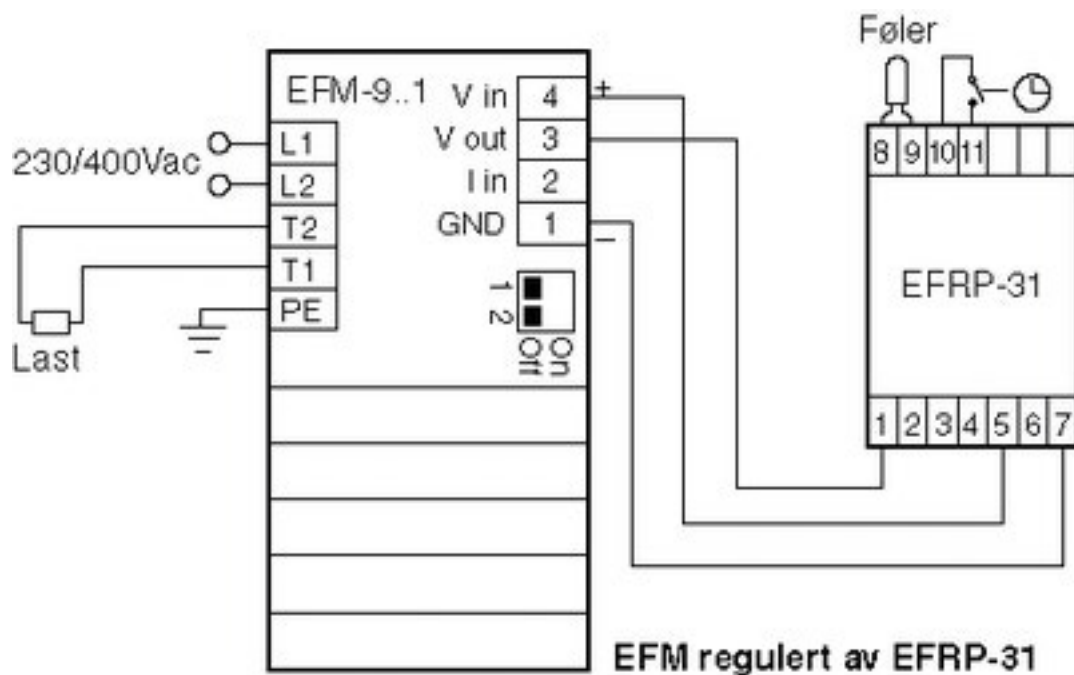 Føler
EFM-9..1
V in 4 +
V out 3
I in 2
GND 1 –
230/400Vac
L1
L2
T2
T1
PE
Last
1
2
Off On
8 9 10 11
EFRP-31
1 2 3 4 5 6 7
EFM regulert av EFRP-31